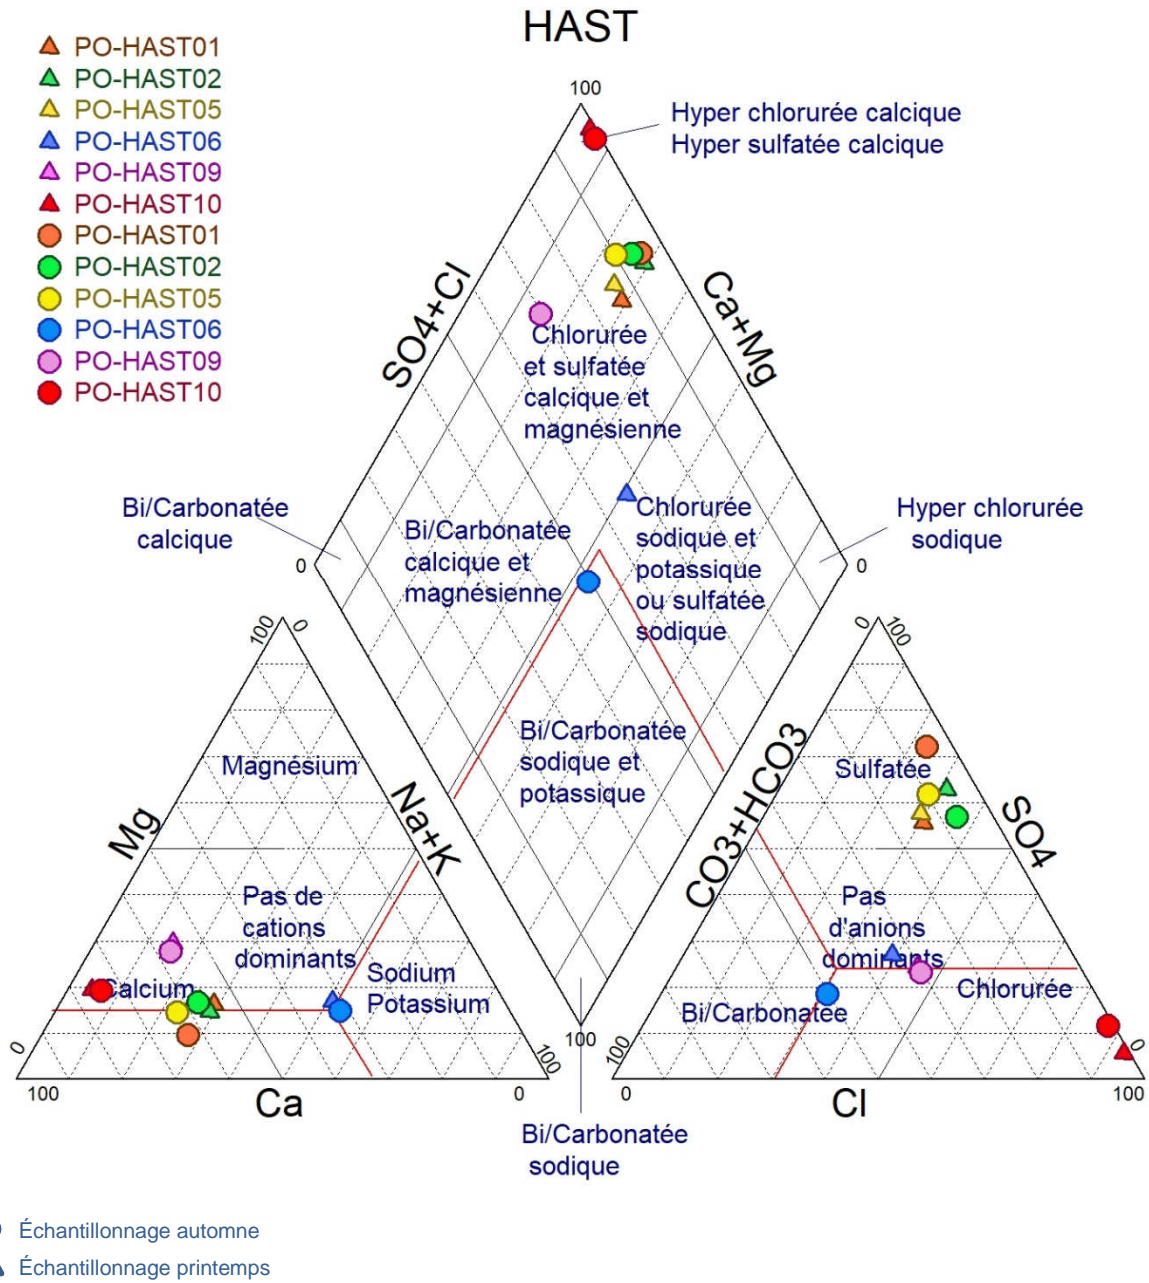 HAST
PO-HAST01
PO-HAST02
PO-HAST05
PO-HAST06
PO-HAST09
PO-HAST10
PO-HAST01
PO-HAST02
PO-HAST05
PO-HAST06
PO-HAST09
PO-HAST10
100
Hyper chlorurée calcique
Hyper sulfatée calcique
SO4+Cl
Ca+Mg
Chlorurée
et sulfatée
calcique et
magnésienne
Bi/Carbonatée
calcique
Bi/Carbonatée
calcique et
magnésienne
Chlorurée
sodique et
potassique
ou sulfatée
sodique
Hyper chlorurée
sodique
0
0
Bi/Carbonatée
sodique et
potassique
100
0
Magnésium
Mg
Na+K
Pas de
cations
dominants
Calcium
Sodium
Potassium
0
100
100
Ca
0
100
Bi/Carbonatée
sodique
0
100
CO3+HCO3
SO4
Sulfatée
Pas
d'anions
dominants
Bi/Carbonatée
Chlorurée
100
0
0
Cl
100
Échantillonnage automne
Échantillonnage printemps